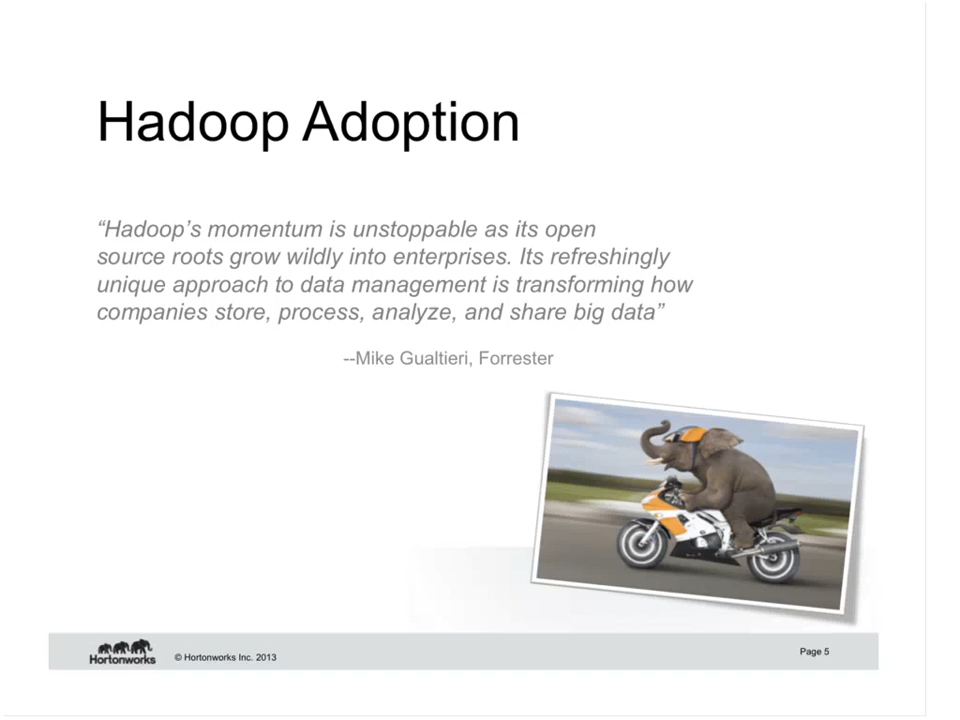 Hadoop Adoption
“Hadoop’s momentum is unstoppable as its open
source roots grow wildly into enterprises. Its refreshingly
unique approach to data management is transforming how
companies store, process, analyze, and share big data”
--Mike Gualtieri, Forrester
Hortonworks
© Hortonworks Inc. 2013
Page 5